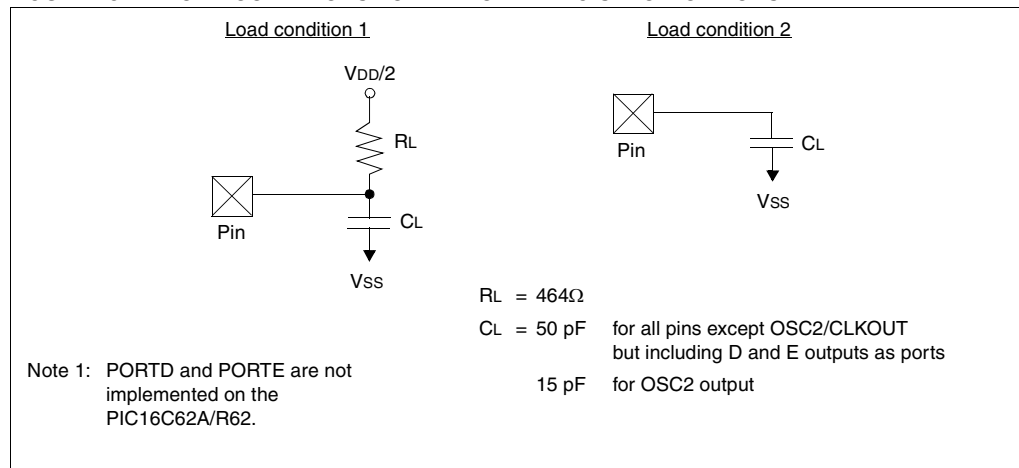 Load condition 1
Load condition 2
VDD/2
RL
CL
Pin
VSS
Pin
CL
VSS
RL = 464Ω
CL = 50 pF for all pins except OSC2/CLKOUT
but including D and E outputs as ports
15 pF for OSC2 output
Note 1: PORTD and PORTE are not
implemented on the
PIC16C62A/R62.